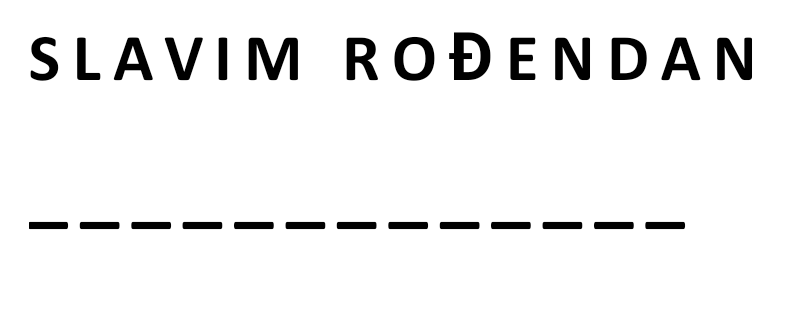 SLAVIM ROĐENDAN
_ _ _ _ _ _ _ _ _ _ _ _ _